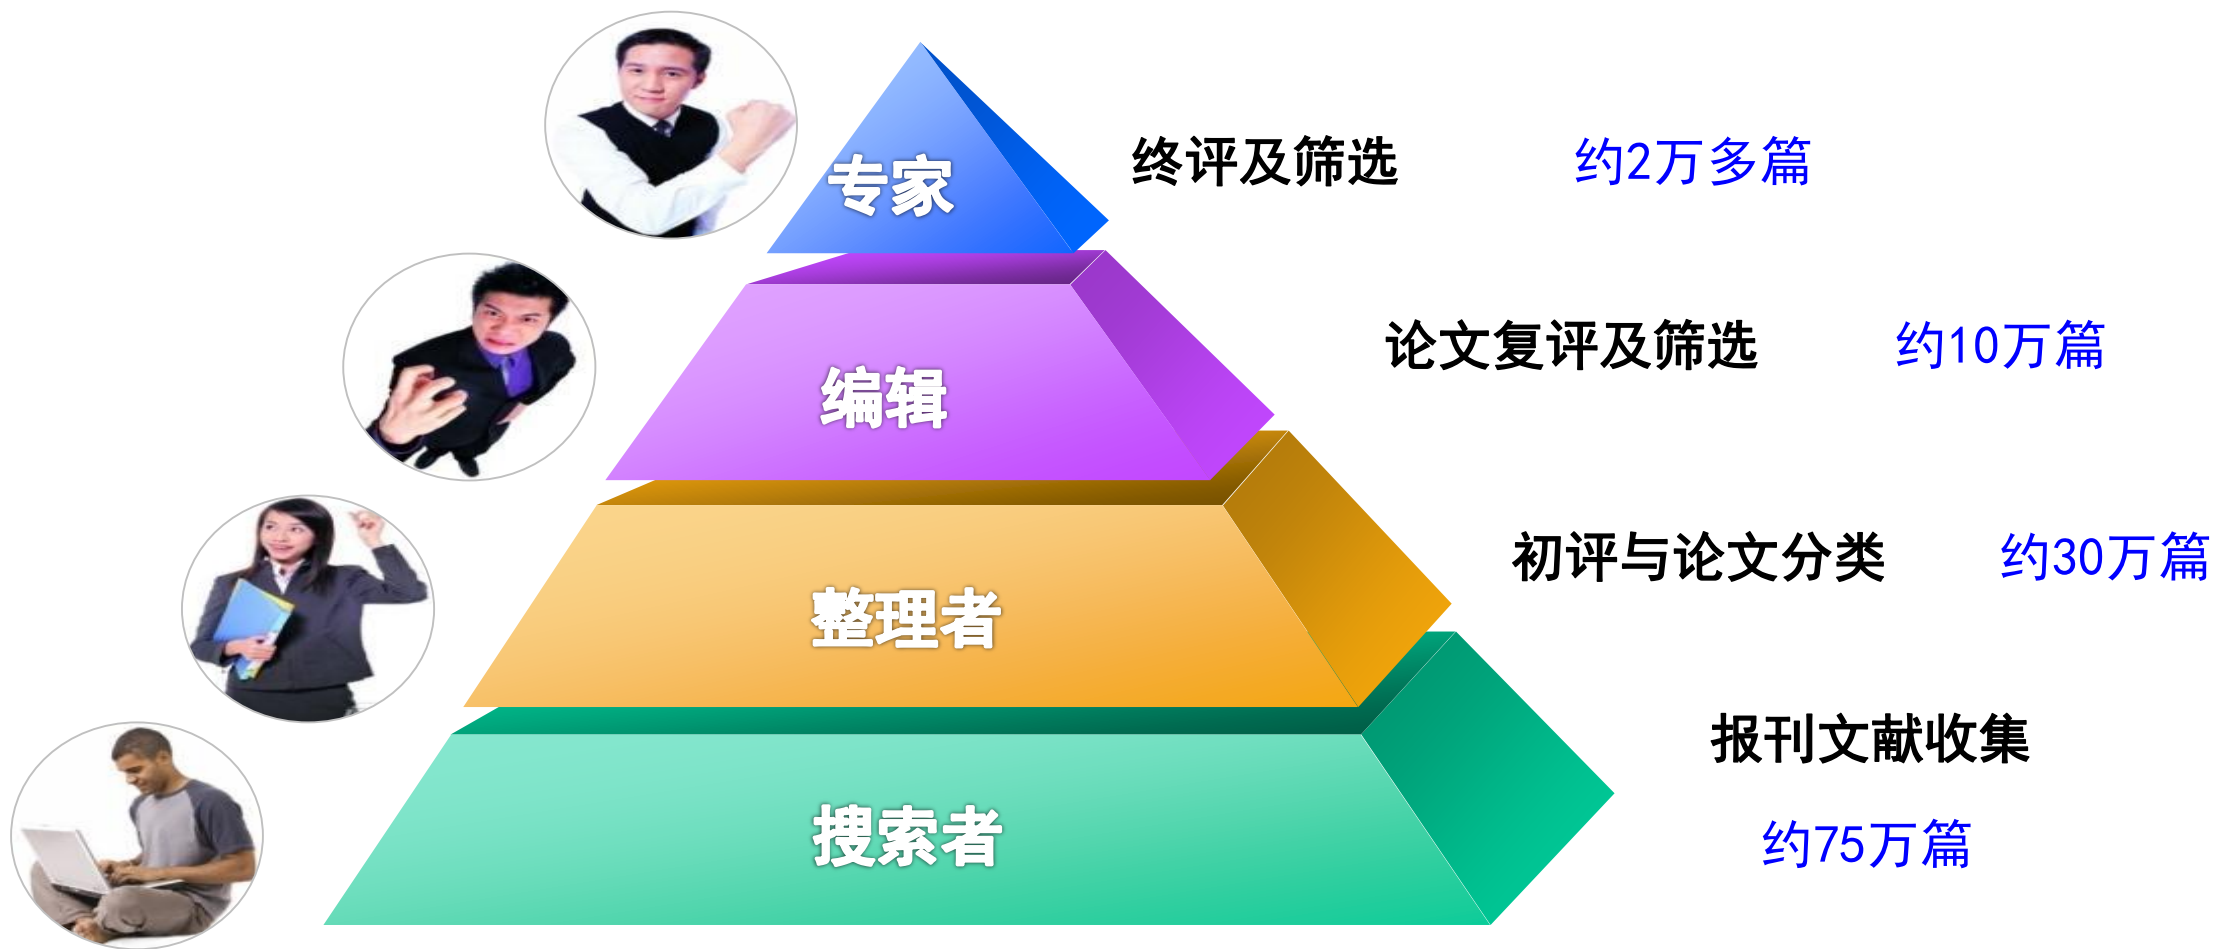 专家
终评及筛选 约2万多篇
编辑
论文复评及筛选 约10万篇
整理者
初评与论文分类 约30万篇
搜索者
报刊文献收集
约75万篇